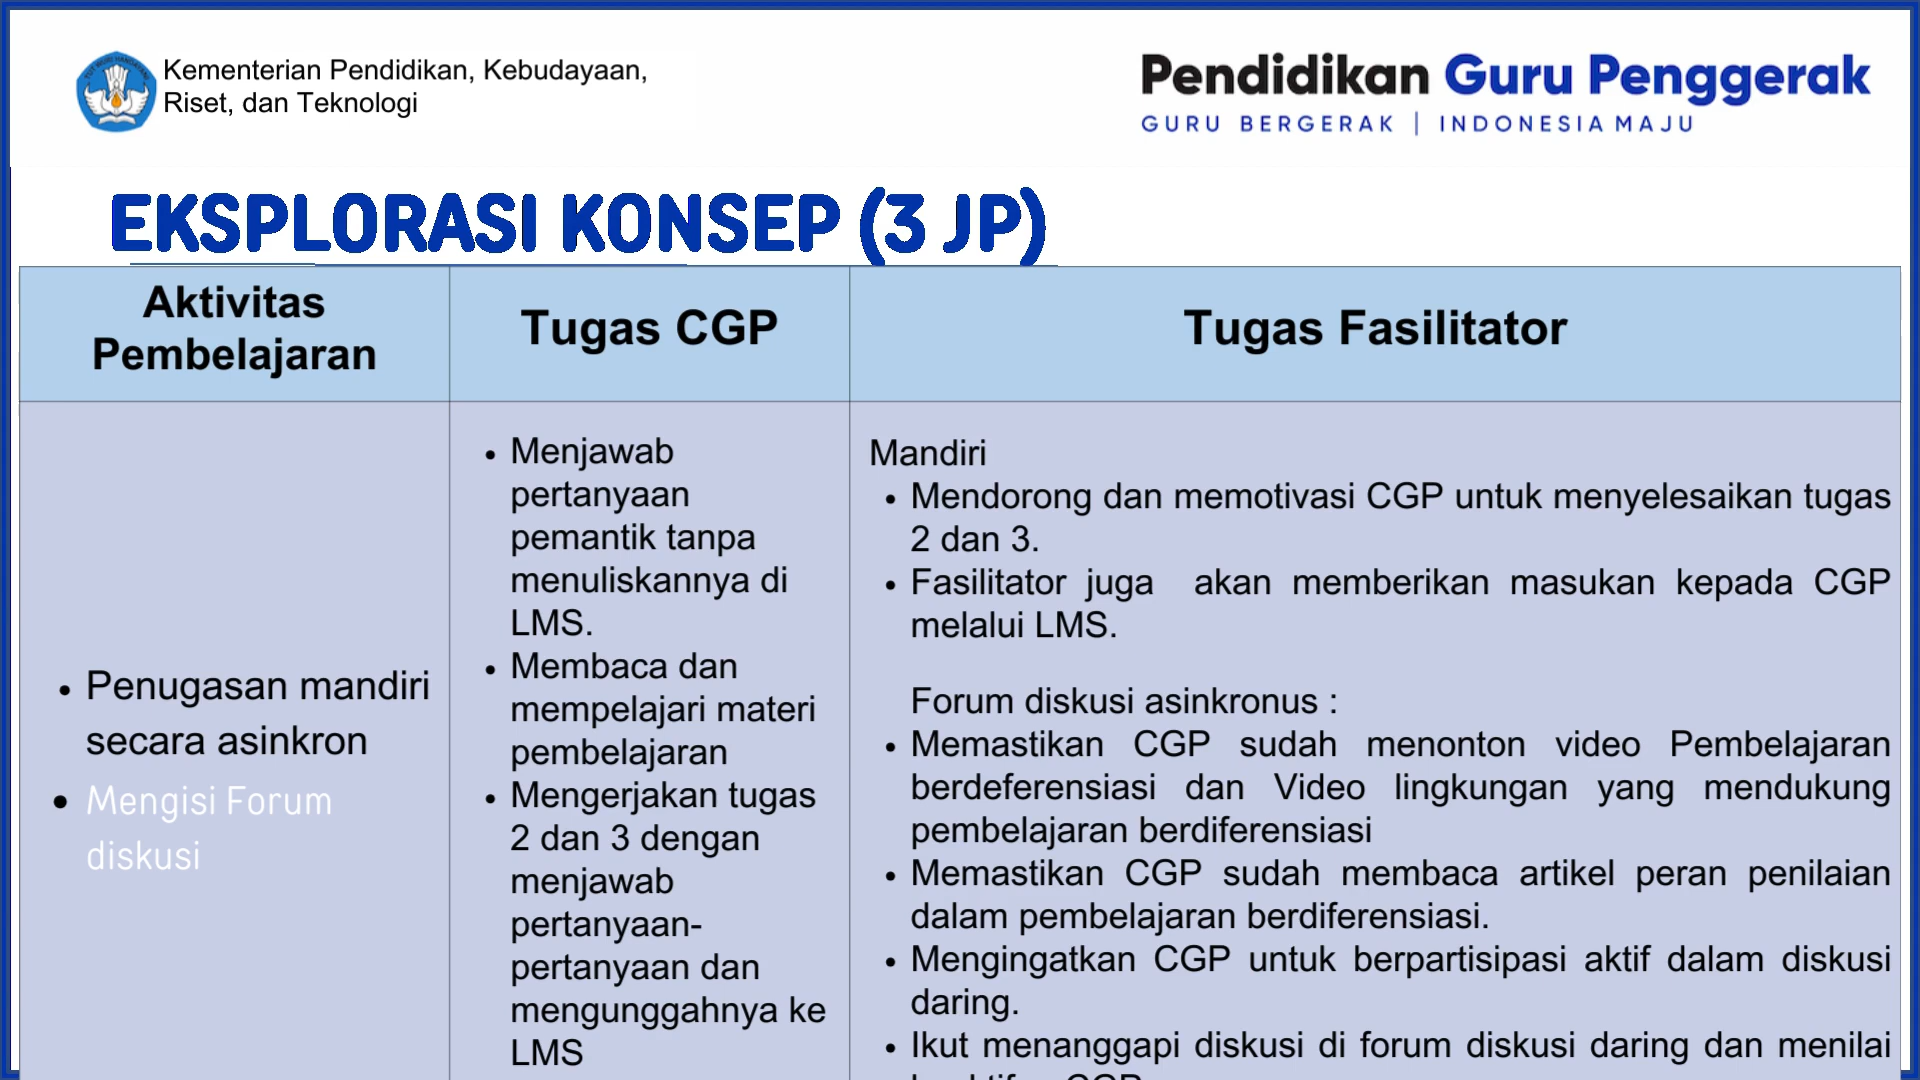 Kementerian Pendidikan, Kebudayaan,
Riset, dan Teknologi
Pendidikan Guru Penggerak
GURU BERGERAK | INDONESIA MAJU
EKSPLORASI KONSEP (3 JP)
Aktivitas
Pembelajaran
Tugas CGP
Tugas Fasilitator
• Penugasan mandiri
secara asinkron
• Mengisi Forum
diskusi
• Menjawab
pertanyaan
pemantik tanpa
menuliskannya di
LMS.
• Membaca dan
mempelajari materi
pembelajaran
• Mengerjakan tugas
2 dan 3 dengan
menjawab
pertanyaan-
pertanyaan dan
mengunggahnya ke
LMS
Mandiri
• Mendorong dan memotivasi CGP untuk menyelesaikan tugas
2 dan 3.
• Fasilitator juga akan memberikan masukan kepada CGP
melalui LMS.
Forum diskusi asinkronus :
• Memastikan CGP sudah menonton video Pembelajaran
berdeferensiasi dan Video lingkungan yang mendukung
pembelajaran berdiferensiasi
• Memastikan CGP sudah membaca artikel peran penilaian
dalam pembelajaran berdiferensiasi.
• Mengingatkan CGP untuk berpartisipasi aktif dalam diskusi
daring.
• Ikut menanggapi diskusi di forum diskusi daring dan menilai